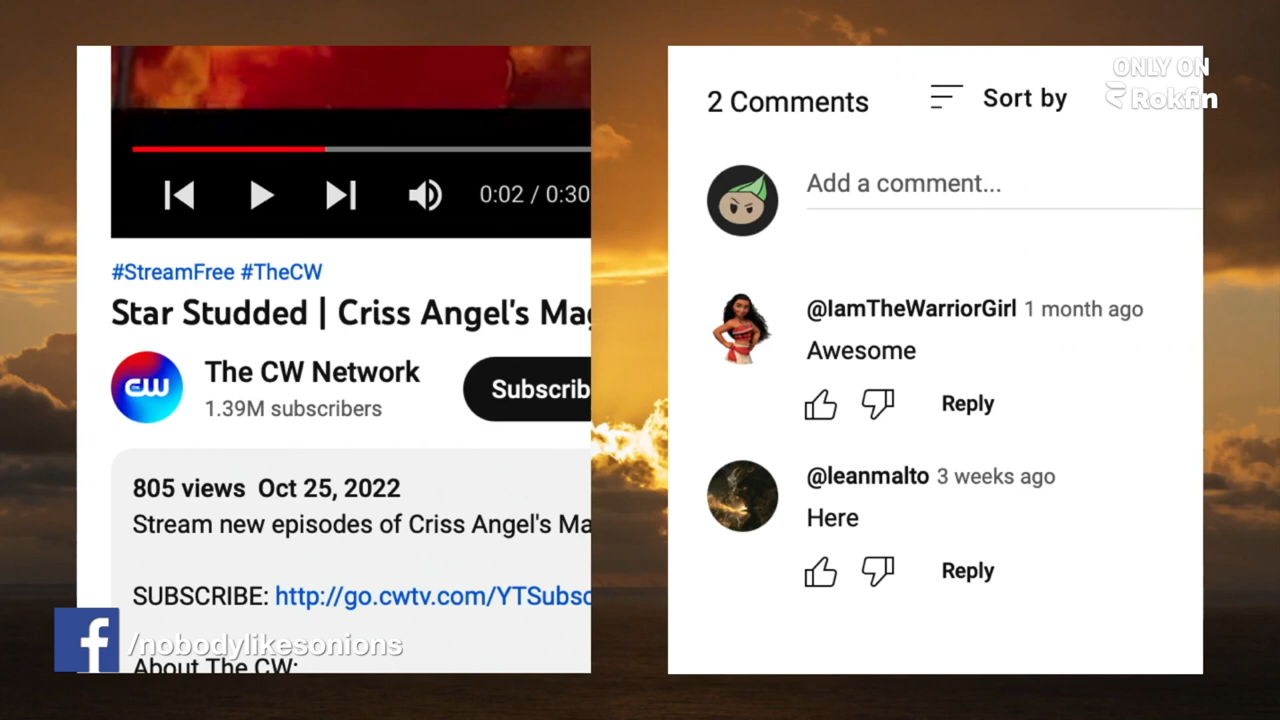 0:02 / 0:30
#StreamFree #TheCW
Star Studded | Criss Angel's Ma
CW
The CW Network
1.39M subscribers
Subscrib
805 views Oct 25, 2022
Stream new episodes of Criss Angel's Ma
SUBSCRIBE: http://go.cwtv.com/YTSubsc
About The CW:
f /nobodylikesonions
2 Comments
Sort by
ONLY ON
Rokfin
Add a comment...
@IamTheWarriorGirl 1 month ago
Awesome
Reply
@leanmalto 3 weeks ago
Here
Reply